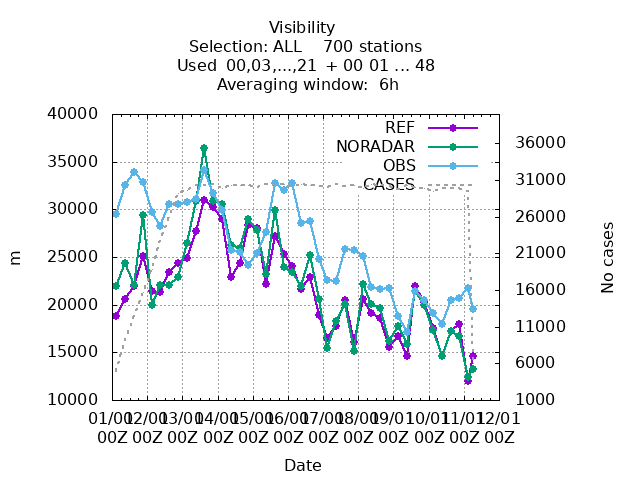 Visibility
Selection: ALL 700 stations
Used 00,03,...,21 + 00 01 ... 48
Averaging window: 6h
REF
NORADAR
OBS
CASES
40000
35000
30000
25000
20000
15000
10000
m
36000
31000
26000
21000
16000
11000
6000
1000
No cases
01/01 02/01 03/01 04/01 05/01 06/01 07/01 08/01 09/01 10/01 11/01 12/01
00Z 00Z 00Z 00Z 00Z 00Z 00Z 00Z 00Z 00Z 00Z 00Z
Date